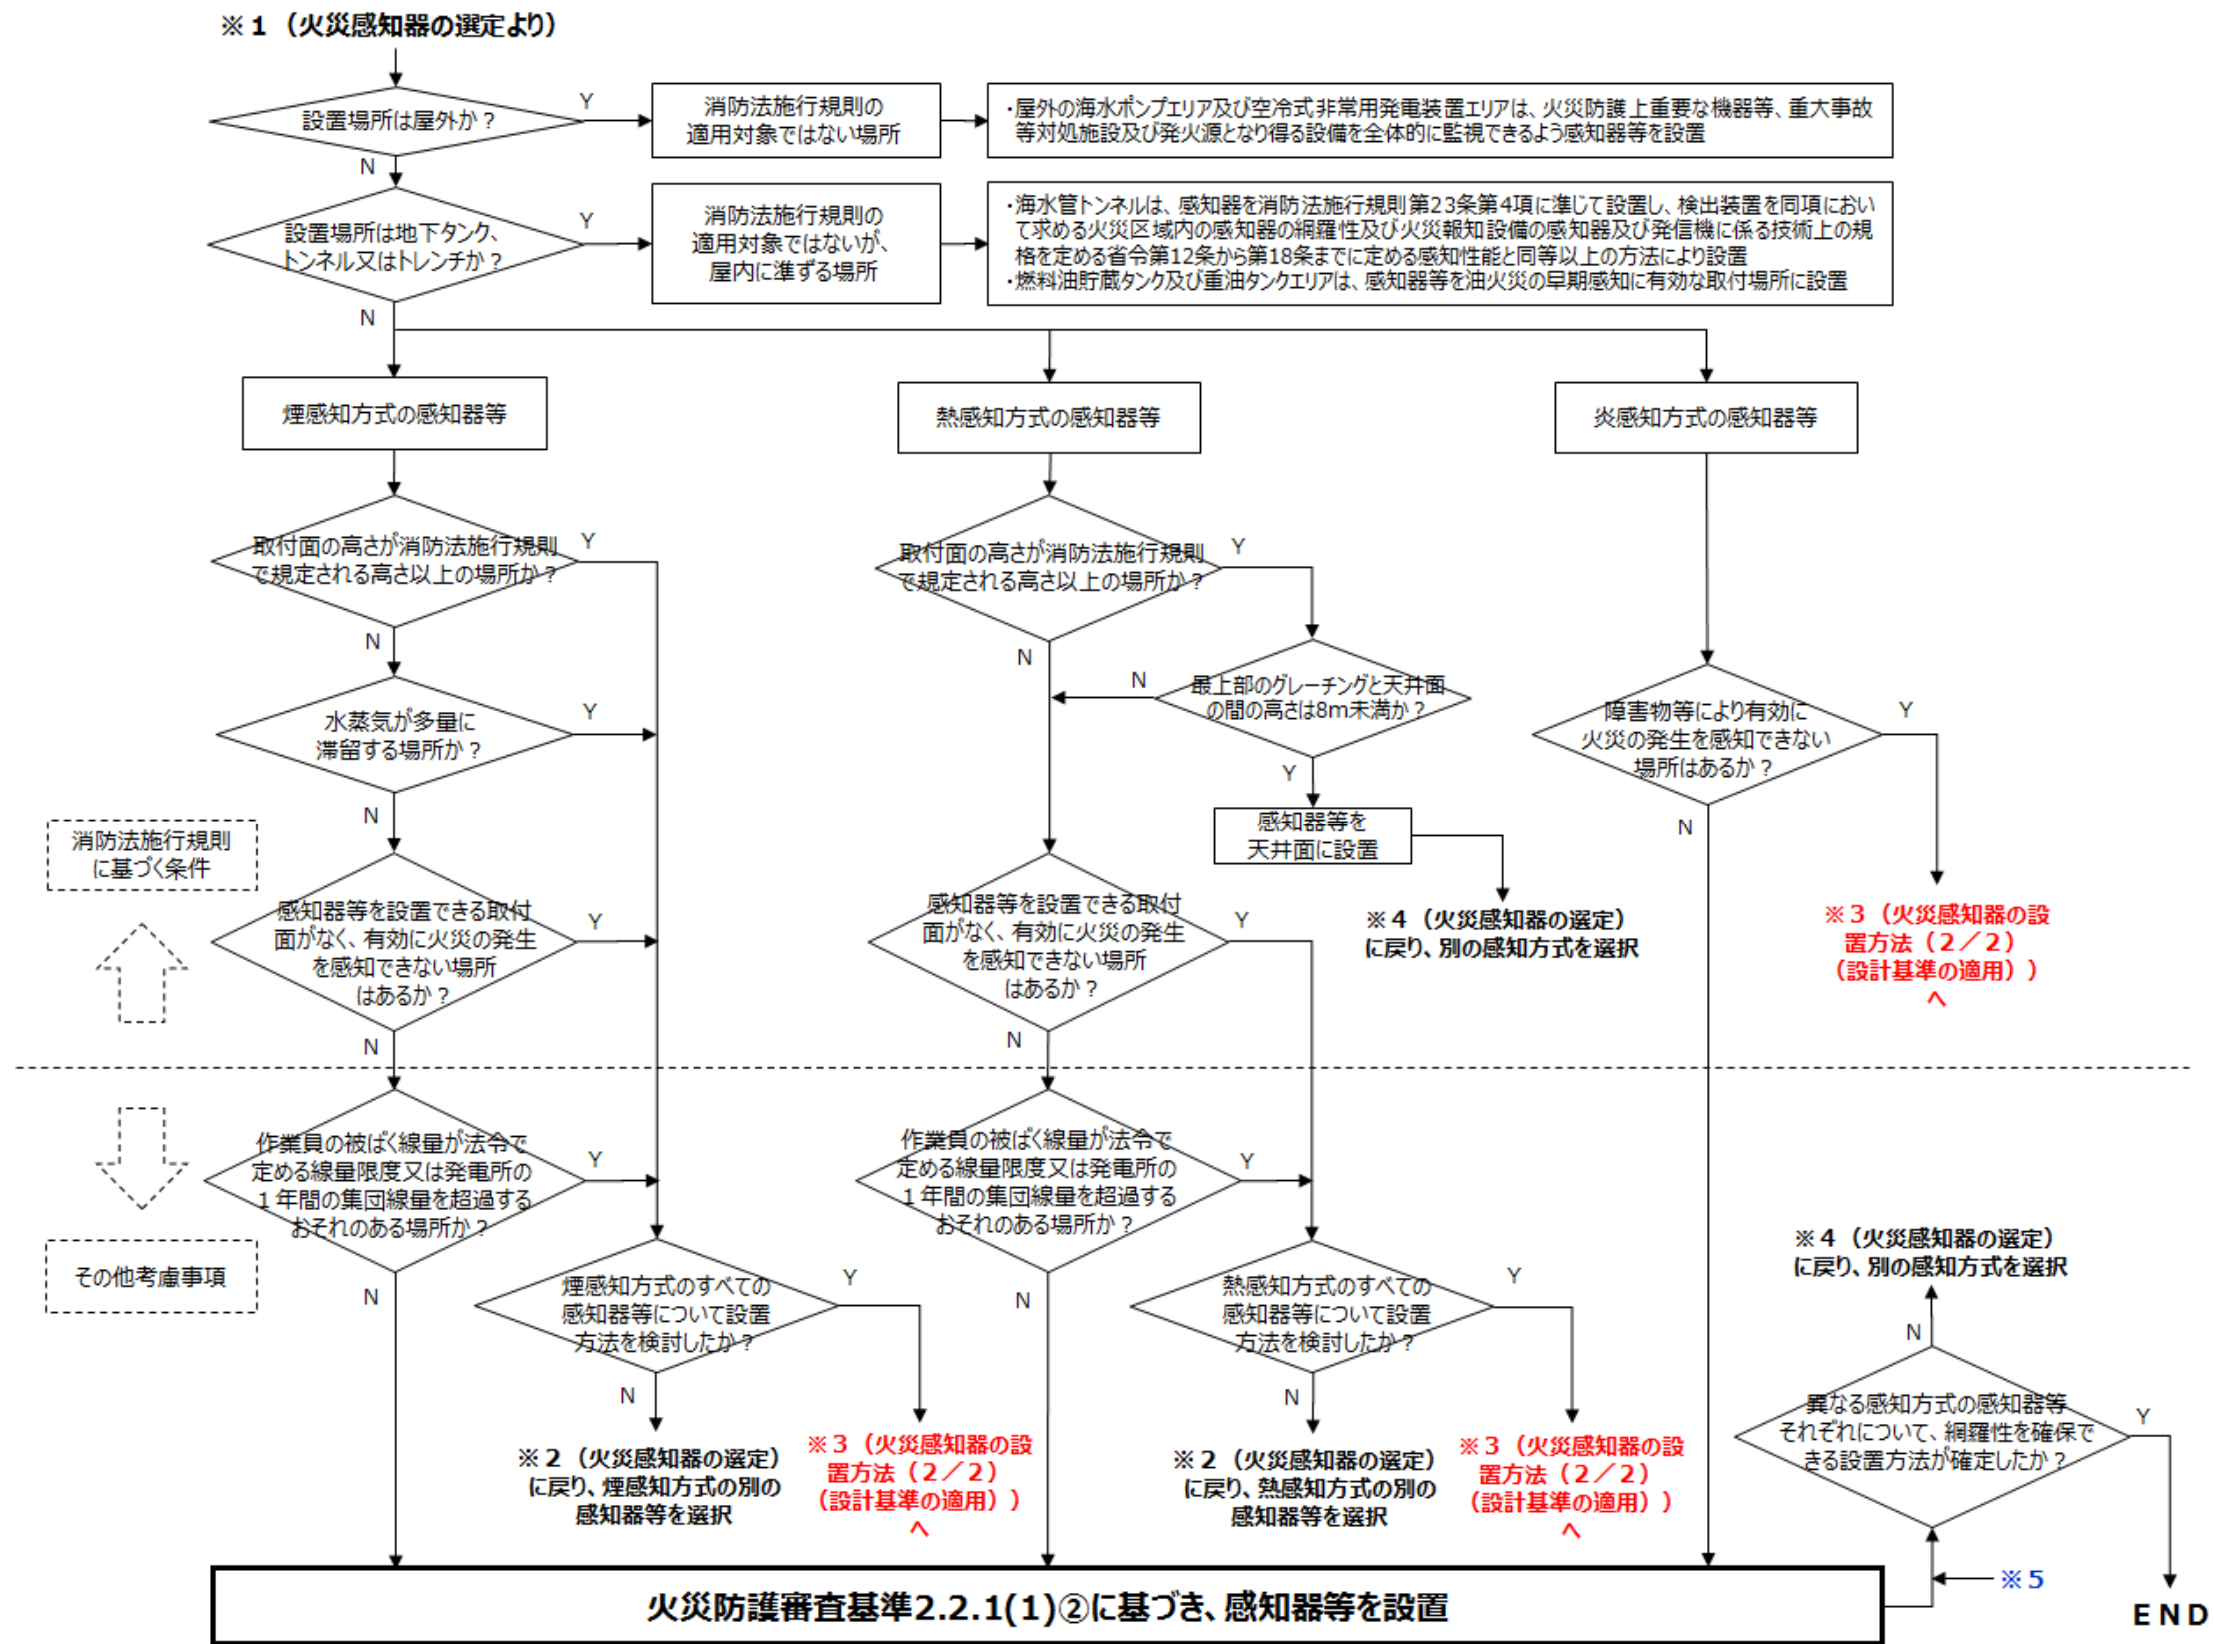 ※１（火災感知器の選定より）
設置場所は屋外か？
Y
消防法施行規則の
適用対象ではない場所
・屋外の海水ポンプエリア及び空冷式非常用発電装置エリアは、火災防護上重要な機器等、重大事故
等対処施設及び発火源となり得る設備を全体的に監視できるよう感知器等を設置
N
設置場所は地下タンク、
トンネル又はトレンチか？
Y
消防法施行規則の
適用対象ではないが、
屋内に準ずる場所
・海水管トンネルは、感知器を消防法施行規則第23条第4項に準じて設置し、検出装置を同項におい
て求める火災区域内の感知器の網羅性及び火災報知設備の感知器及び発信機に係る技術上の規
格を定める省令第12条から第18条までに定める感知性能と同等以上の方法により設置
・燃料油貯蔵タンク及び重油タンクエリアは、感知器等を油火災の早期感知に有効な取付場所に設置
N
煙感知方式の感知器等
熱感知方式の感知器等
炎感知方式の感知器等
取付面の高さが消防法施行規則
で規定される高さ以上の場所か？
Y
N
水蒸気が多量に
滞留する場所か？
Y
N
感知器等を設置できる取付
面がなく、有効に火災の発生
を感知できない場所
はあるか？
Y
N
取付面の高さが消防法施行規則
で規定される高さ以上の場所か？
Y
N
最上部のグレーチングと天井面
の間の高さは8m未満か？
N
Y
感知器等を
天井面に設置
※４（火災感知器の選定）
に戻り、別の感知方式を選択
感知器等を設置できる取付
面がなく、有効に火災の発生
を感知できない場所
はあるか？
Y
N
障害物等により有効に
火災の発生を感知できない
場所はあるか？
Y
N
※３（火災感知器の設
置方法（２／２）
（設計基準の適用））
へ
消防法施行規則
に基づく条件
その他考慮事項
作業員の被ばく線量が法令で
定める線量限度又は発電所の
１年間の集団線量を超過する
おそれのある場所か？
Y
N
煙感知方式のすべての
感知器等について設置
方法を検討したか？
Y
N
※２（火災感知器の選定）
に戻り、煙感知方式の別の
感知器等を選択
※３（火災感知器の設
置方法（２／２）
（設計基準の適用））
へ
作業員の被ばく線量が法令で
定める線量限度又は発電所の
１年間の集団線量を超過する
おそれのある場所か？
Y
N
熱感知方式のすべての
感知器等について設置
方法を検討したか？
Y
N
※２（火災感知器の選定）
に戻り、熱感知方式の別の
感知器等を選択
※３（火災感知器の設
置方法（２／２）
（設計基準の適用））
へ
※４（火災感知器の選定）
に戻り、別の感知方式を選択
N
異なる感知方式の感知器等
それぞれについて、網羅性を確保で
きる設置方法が確定したか？
Y
※５
ＥＮＤ
火災防護審査基準2.2.1(1)②に基づき、感知器等を設置